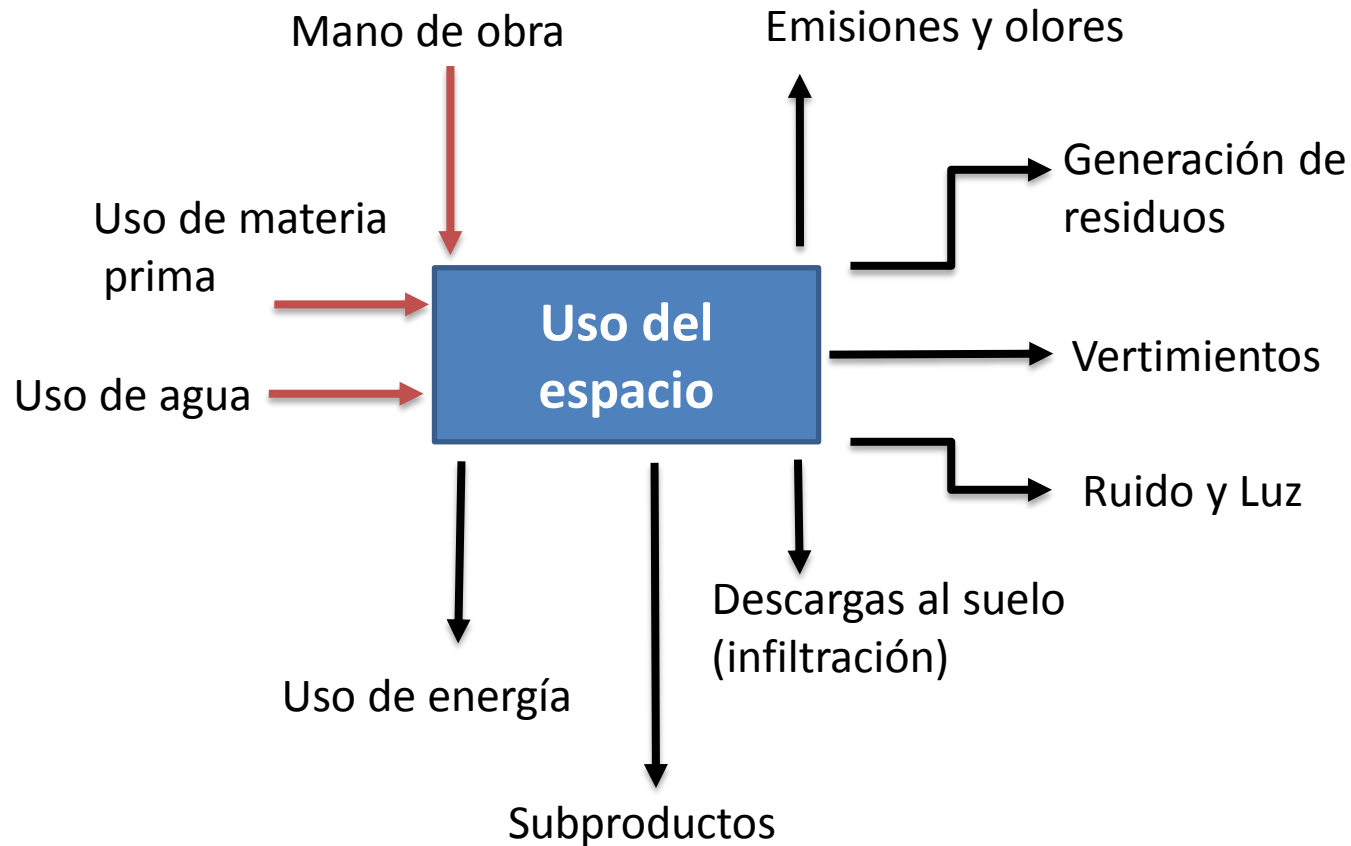 Mano de obra
Emisiones y olores
Generación de
residuos
Uso de materia
prima
Uso del
espacio
Vertimientos
Uso de agua
Ruido y Luz
Descargas al suelo
(infiltración)
Uso de energía
Subproductos